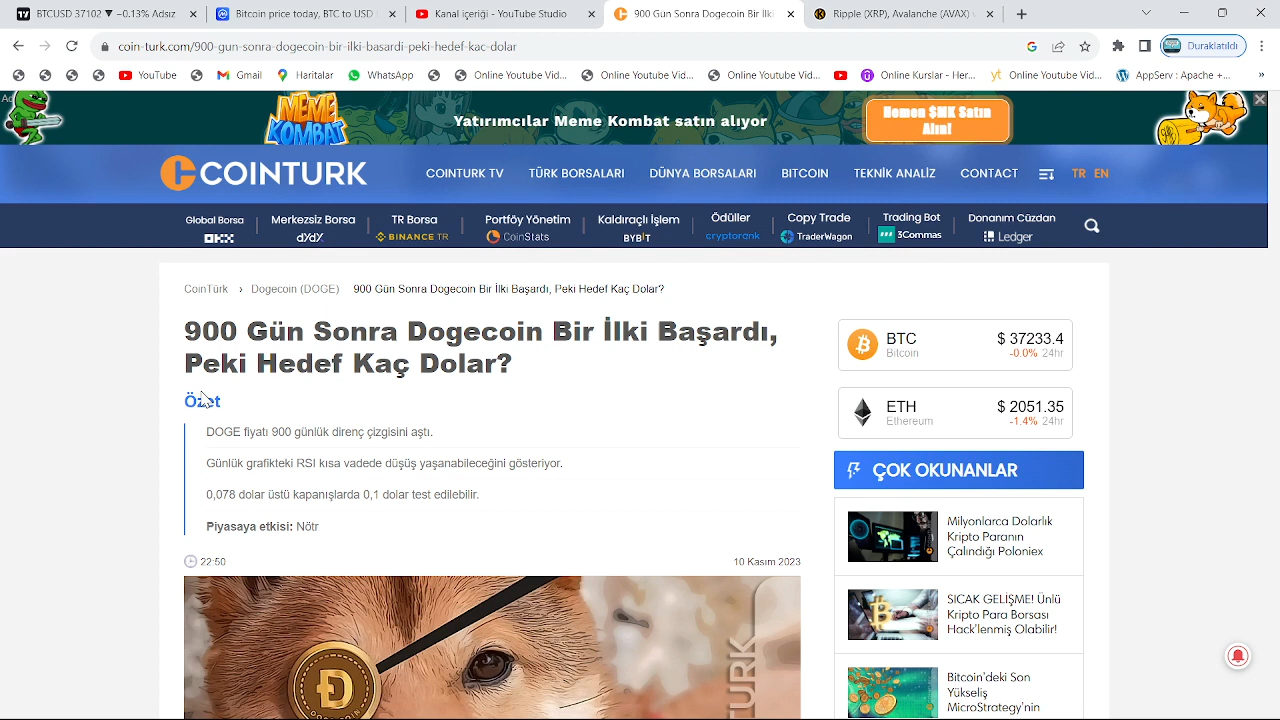 BTCUSD 37102 ▼ −0.13% Adsız
Bitcoin price today, BTC to USD
Kanal İçeriği - YouTube Studio
900 Gün Sonra Dogecoin Bir İlki
Ripple (XRP), Avalanche (AVAX)
coin-turk.com/900-gun-sonra-dogecoin-bir-ilki-basardi-peki-hedef-kac-dolar
Duraklatıldı
YouTube
Gmail
Haritalar
WhatsApp
Online Youtube Vid...
Online Youtube Vid...
Online Youtube Vid...
Online Kurslar - Her...
Online Youtube Vid...
AppServ : Apache +...
Ad
MEME KOMBAT
Yatırımcılar Meme Kombat satın alıyor
Hemen $MK Satın
Alın!
COINTURK
COINTURK TV
TÜRK BORSALARI
DÜNYA BORSALARI
BITCOIN
TEKNİK ANALİZ
CONTACT
TR EN
Global Borsa
OKX
Merkezsiz Borsa
dYdX
TR Borsa
BINANCE TR
Portföy Yönetim
CoinStats
Kaldıraçlı İşlem
BYBIT
Ödüller
cryptorank
Copy Trade
TraderWagon
Trading Bot
3Commas
Donanım Cüzdan
Ledger
CoinTürk › Dogecoin (DOGE) 900 Gün Sonra Dogecoin Bir İlki Başardı, Peki Hedef Kaç Dolar?
900 Gün Sonra Dogecoin Bir İlki Başardı,
Peki Hedef Kaç Dolar?
Özet
DOGE fiyatı 900 günlük direnç çizgisini aştı.
Günlük grafikteki RSI kısa vadede düşüş yaşanabileceğini gösteriyor.
0,078 dolar üstü kapanışlarda 0,1 dolar test edilebilir.
Piyasaya etkisi: Nötr
22:50
10 Kasım 2023
TURK
BTC $ 37233.4
Bitcoin -0.0% 24hr
ETH $ 2051.35
Ethereum -1.4% 24hr
ÇOK OKUNANLAR
Milyonlarca Dolarlık
Kripto Paranın
Çalındığı Poloniex
SICAK GELİŞME! Ünlü
Kripto Para Borsası
Hack'lenmiş Olabilir!
Bitcoin'deki Son
Yükseliş
MicroStrategy'nin